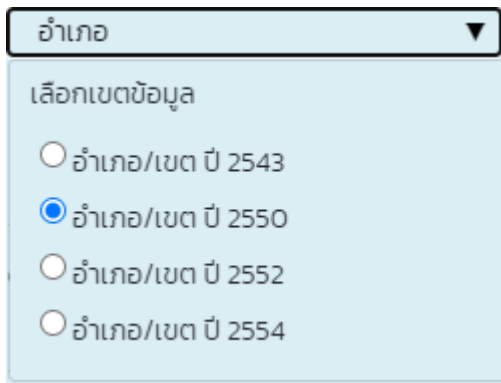 อำเภอ
เลือกเขตข้อมูล
อำเภอ/เขต ปี 2543
อำเภอ/เขต ปี 2550
อำเภอ/เขต ปี 2552
อำเภอ/เขต ปี 2554